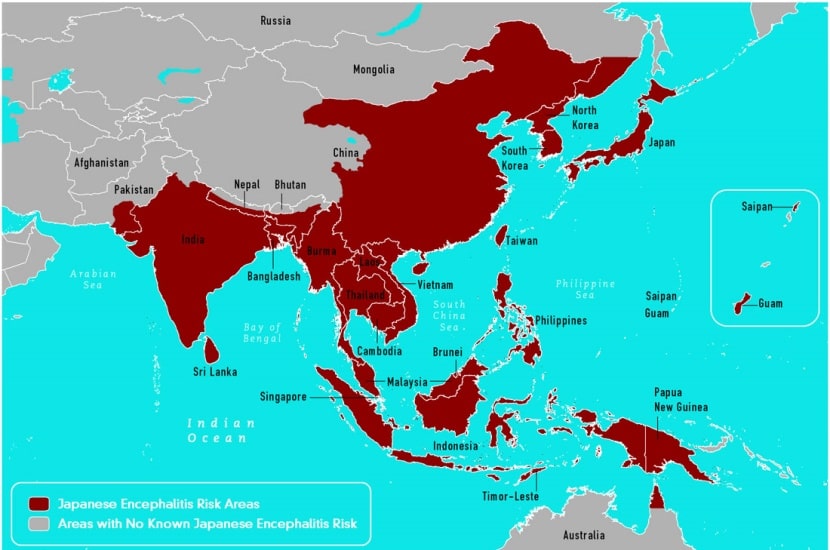 Russia
Mongolia
North
Korea
China
South
Korea
Japan
Afghanistan
Pakistan
Nepal
Bhutan
Saipan
India
Taiwan
Burma
Laos
Bangladesh
Arabian
Sea
Vietnam
Philippine
Sea
Thailand
Saipan
Guam
Guam
South
China
Sea
Philippines
Bay of
Bengal
Cambodia
Brunei
Sri Lanka
Malaysia
Singapore
Papua
New Guinea
Indian
Ocean
Indonesia
Timor-Leste
Japanese Encephalitis Risk Areas
Areas with No Known Japanese Encephalitis Risk
Australia